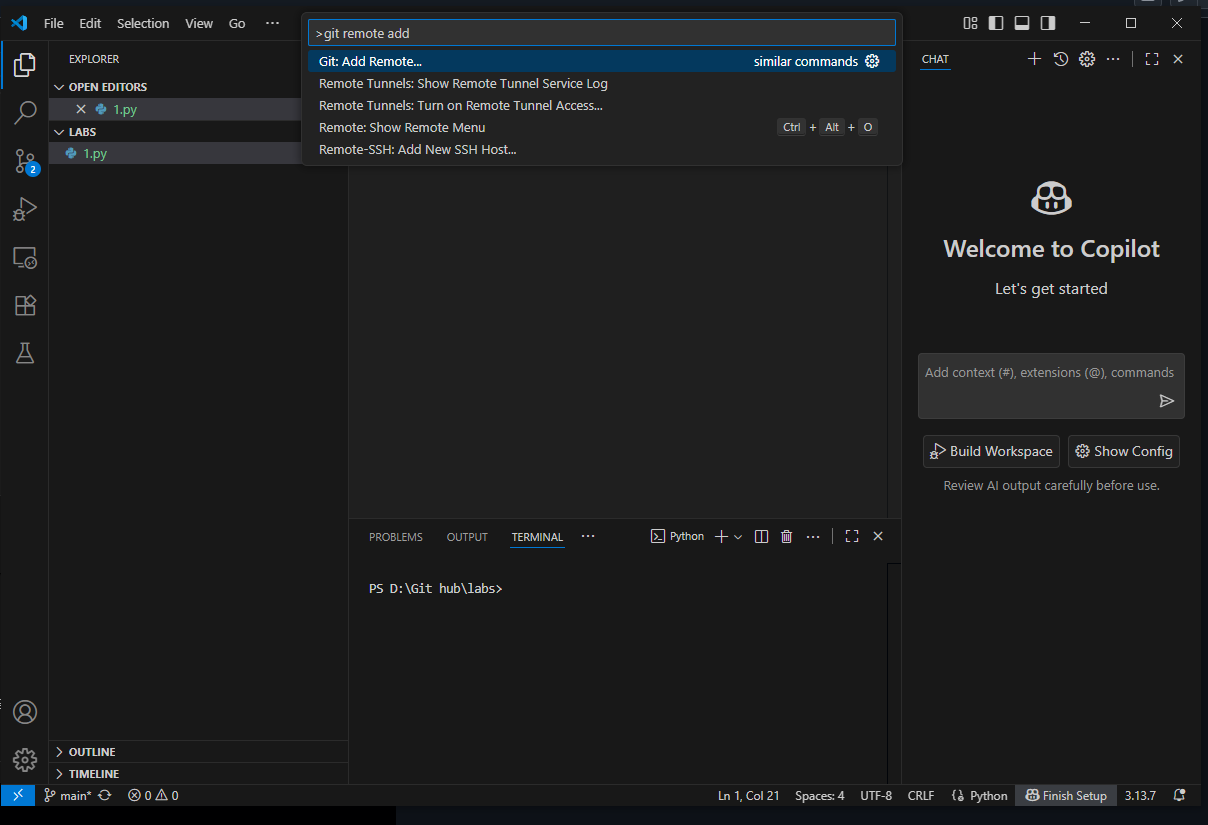 File Edit Selection View Go ···
>git remote add
Git: Add Remote... similar commands
Remote Tunnels: Show Remote Tunnel Service Log
Remote Tunnels: Turn on Remote Tunnel Access...
Remote: Show Remote Menu Ctrl + Alt + O
Remote-SSH: Add New SSH Host...
EXPLORER
OPEN EDITORS
1.py
LABS
1.py
2
OUTLINE
TIMELINE
PROBLEMS OUTPUT TERMINAL ··· Python
PS D:\Git hub\labs>
CHAT
Welcome to Copilot
Let's get started
Add context (#), extensions (@), commands
Build Workspace Show Config
Review AI output carefully before use.
main* 0 0 Ln 1, Col 21 Spaces: 4 UTF-8 CRLF Python Finish Setup 3.13.7